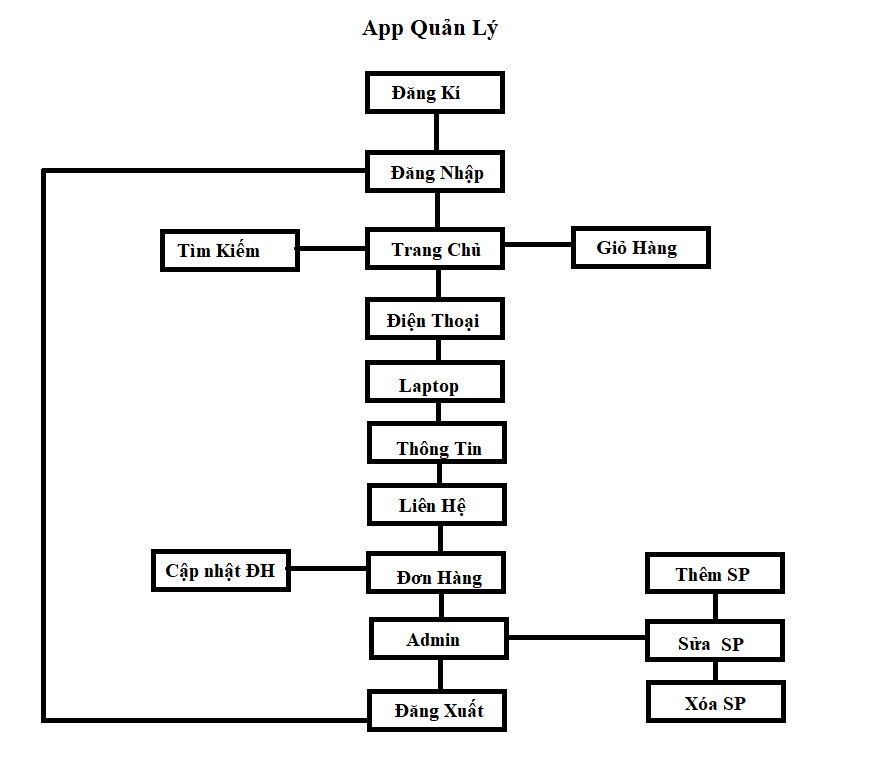 App Quản Lý
Đăng Kí
Đăng Nhập
Tìm Kiếm
Trang Chủ
Giỏ Hàng
Điện Thoại
Laptop
Thông Tin
Liên Hệ
Cập nhật ĐH
Đơn Hàng
Thêm SP
Admin
Sửa SP
Đăng Xuất
Xóa SP